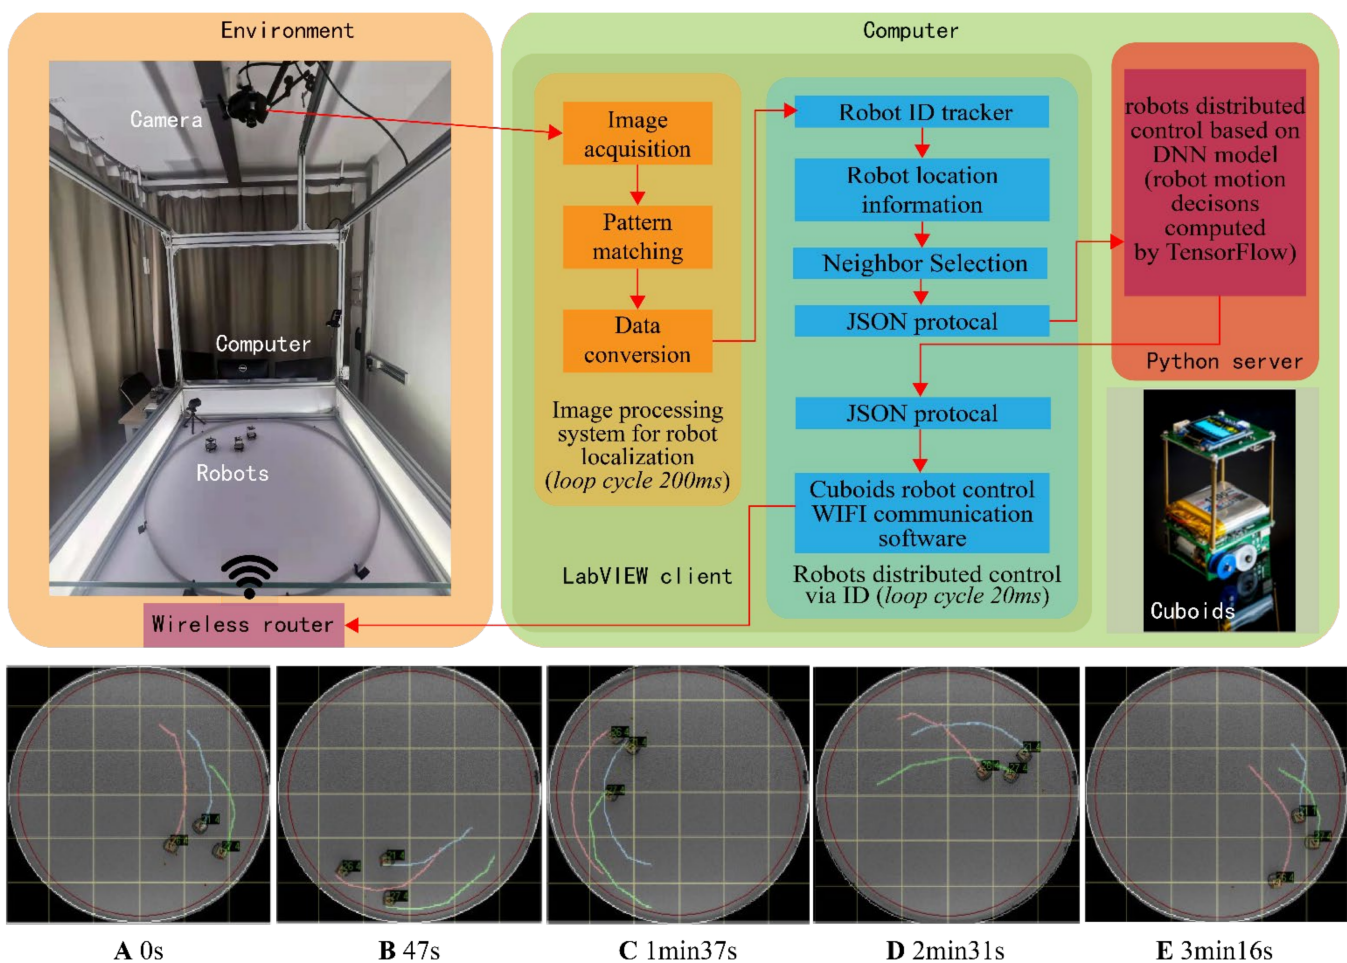 Environment
Camera
Computer
Robots
Wireless router
Computer
Image
acquisition
Pattern
matching
Data
conversion
Image processing
system for robot
localization
(loop cycle 200ms)
Robot ID tracker
Robot location
information
Neighbor Selection
JSON protocal
JSON protocal
Cuboids robot control
WIFI communication
software
Robots distributed control
via ID (loop cycle 20ms)
LabVIEW client
robots distributed
control based on
DNN model
(robot motion
decisons
computed
by TensorFlow)
Python server
Cuboids
A 0s
B 47s
C 1min37s
D 2min31s
E 3min16s